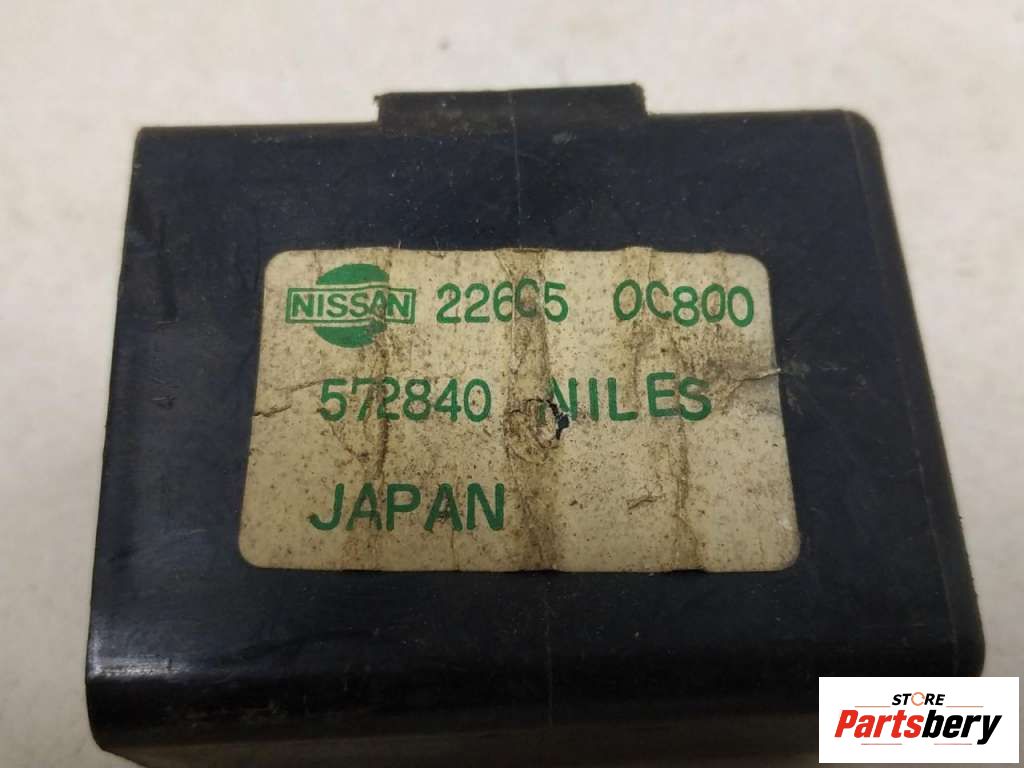 NISSAN 226C5 0C800
572840 NILES
JAPAN
STORE
Partsbery